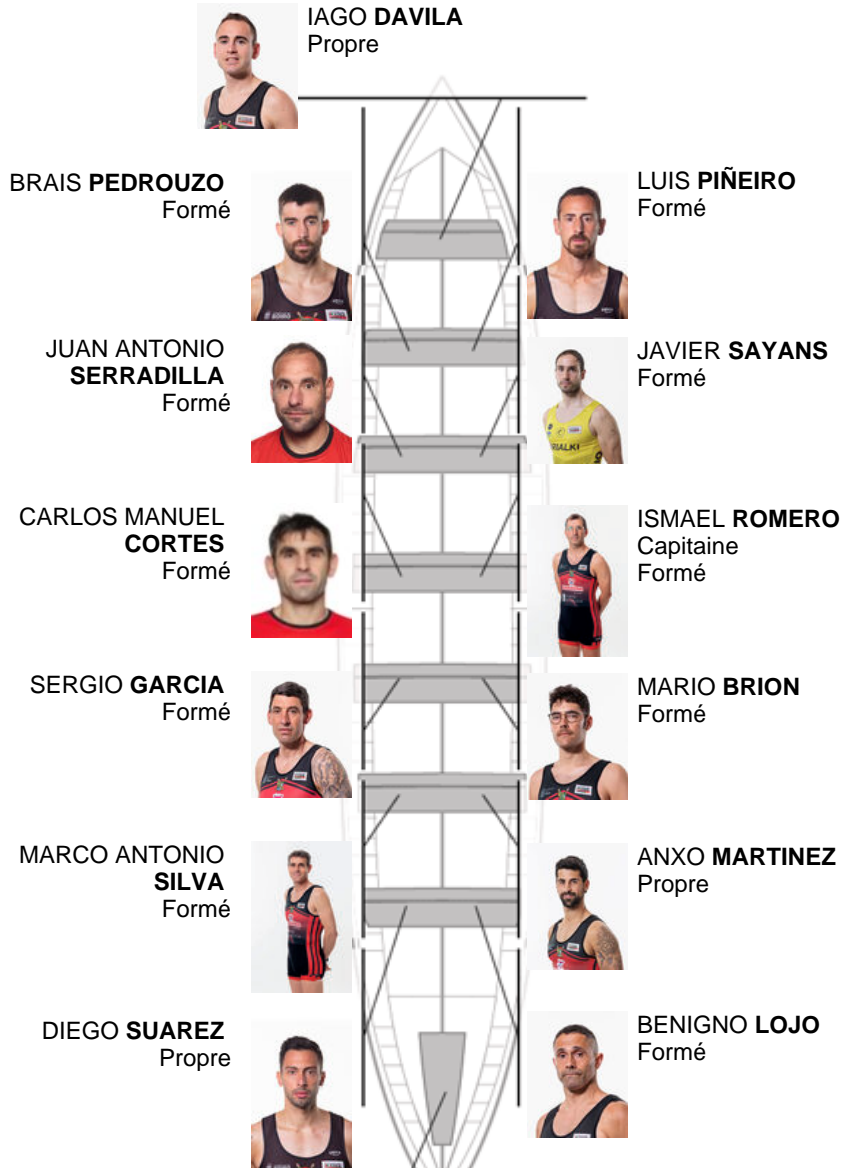 IAGO DAVILA
Propre
BRAIS PEDROUZO
Formé
LUIS PIÑEIRO
Formé
JUAN ANTONIO
SERRADILLA
Formé
JAVIER SAYANS
Formé
CARLOS MANUEL
CORTES
Formé
ISMAEL ROMERO
Capitaine
Formé
SERGIO GARCIA
Formé
MARIO BRION
Formé
MARCO ANTONIO
SILVA
Formé
ANXO MARTINEZ
Propre
DIEGO SUAREZ
Propre
BENIGNO LOJO
Formé